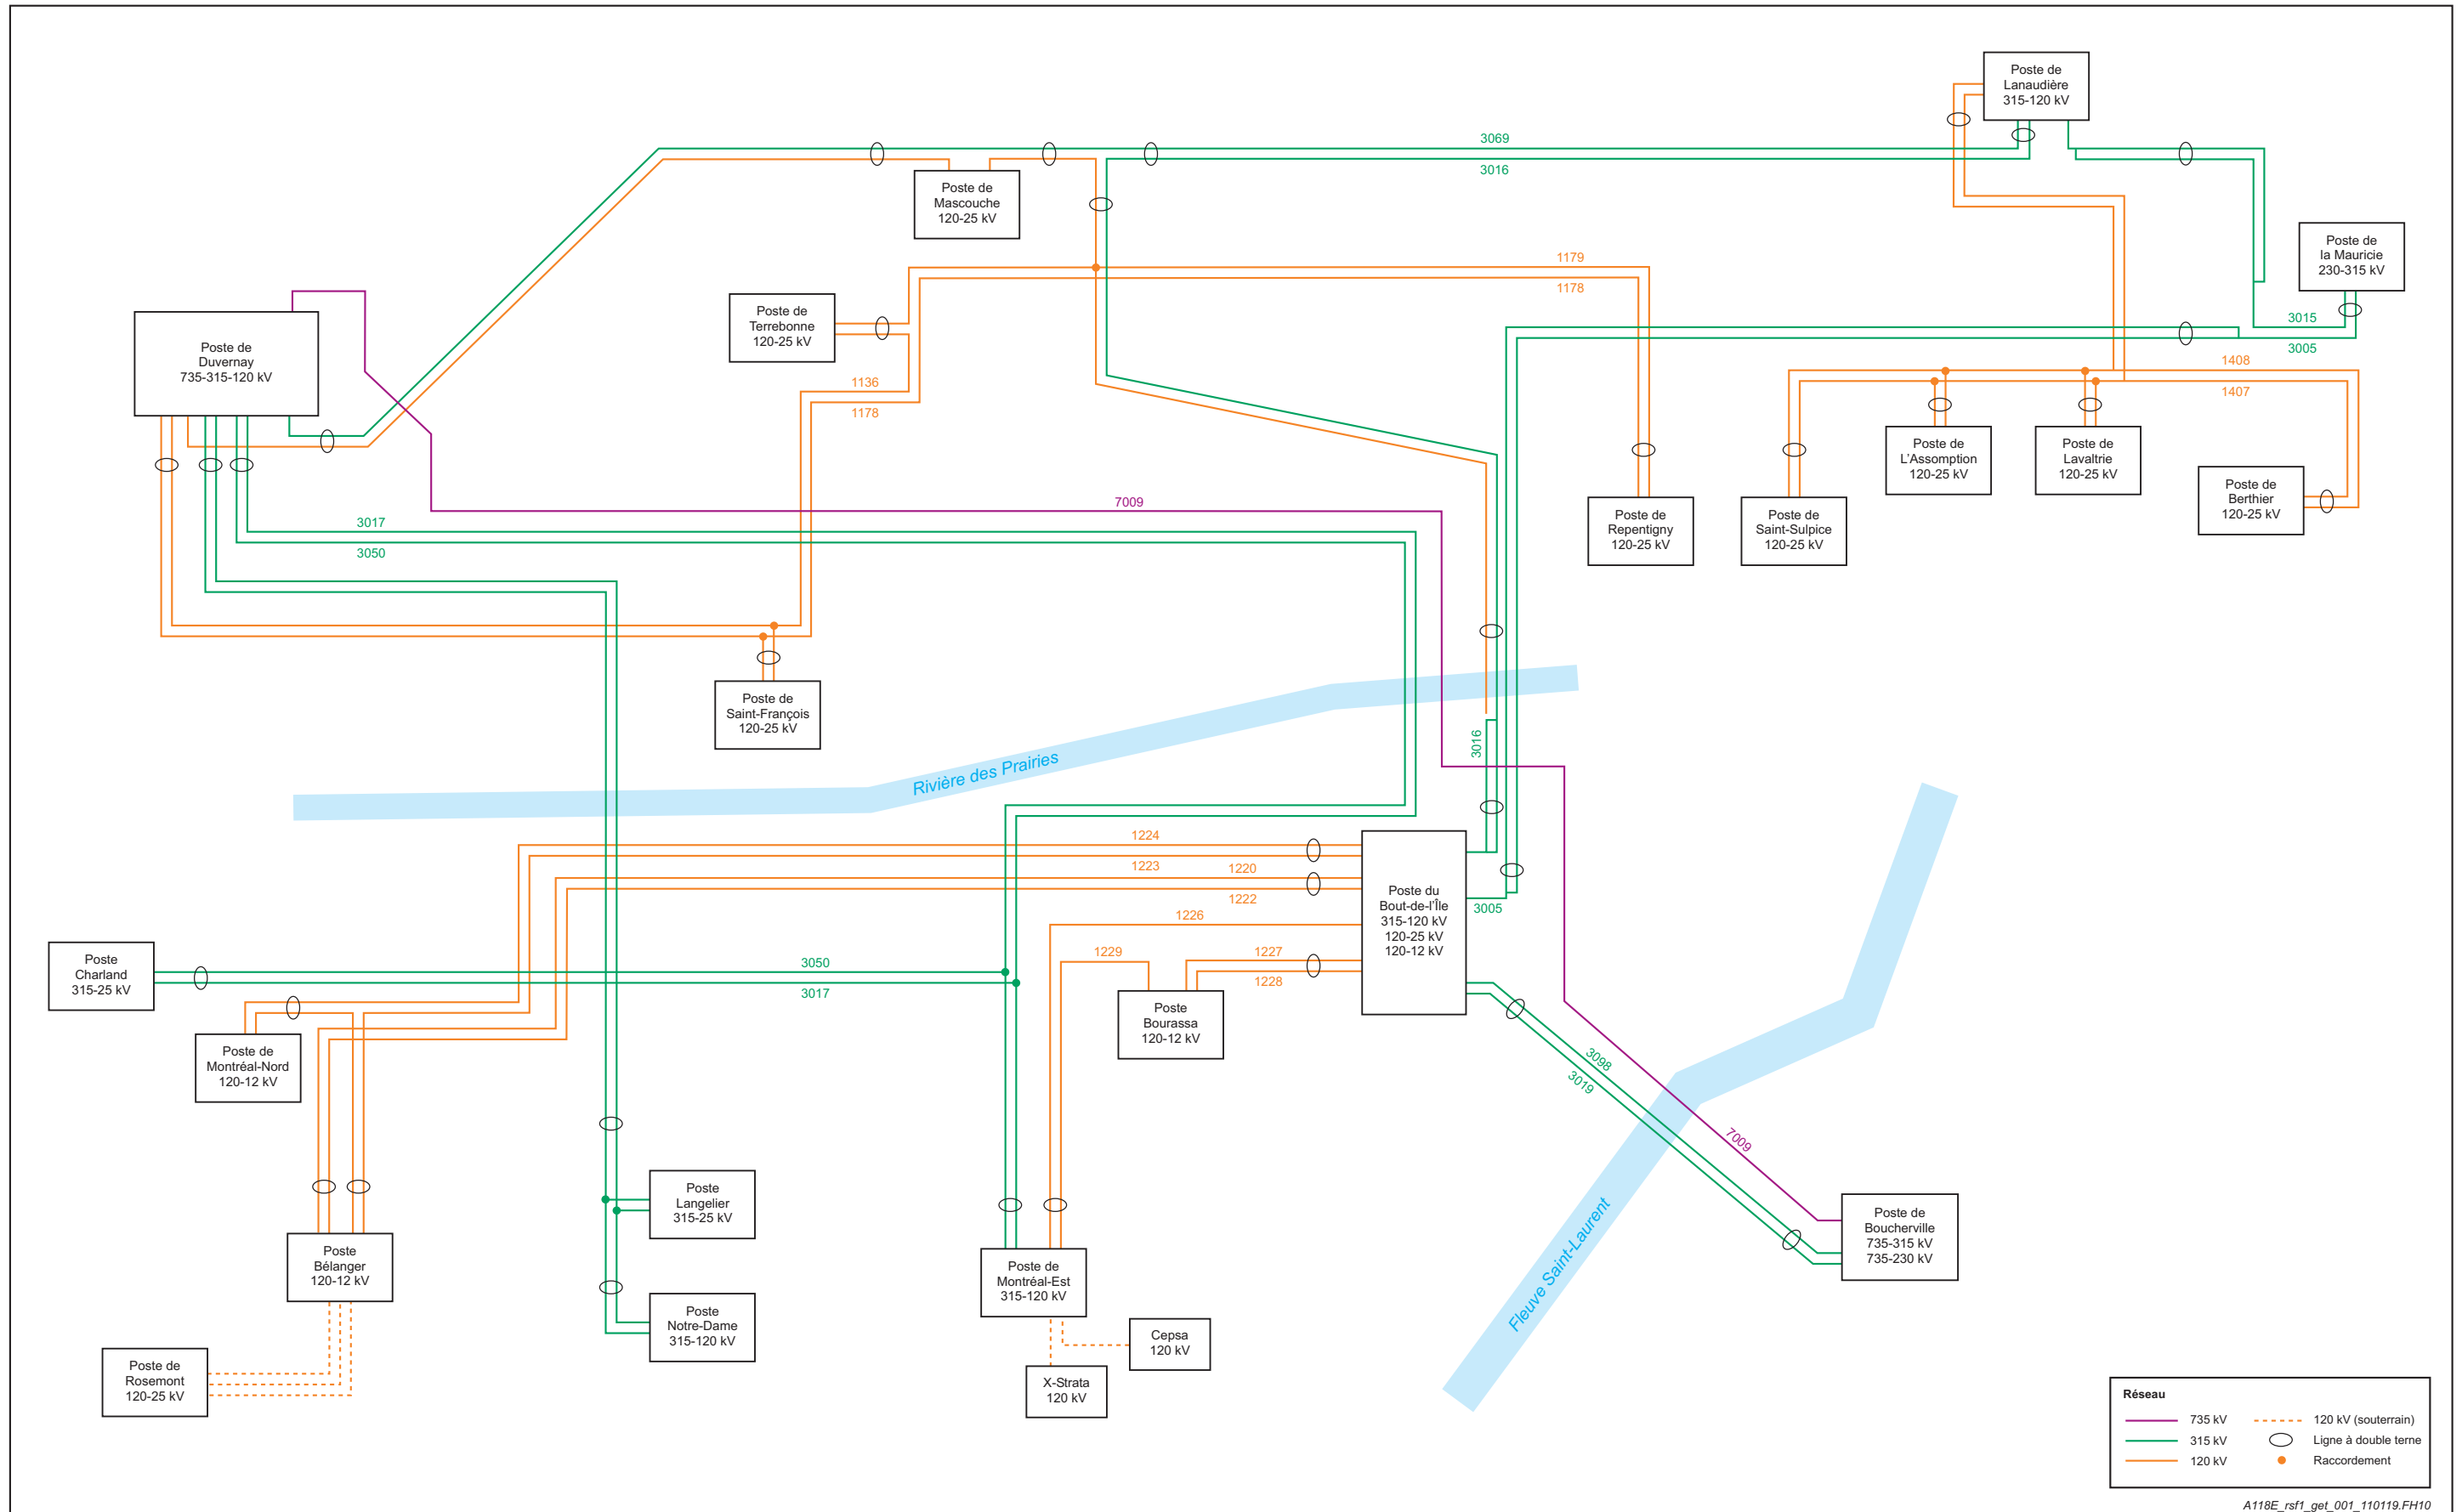 Poste de
Lanaudière
315-120 kV
3069
3016
Poste de
Mascouche
120-25 kV
Poste de
la Mauricie
230-315 kV
1179
1178
Poste de
Terrebonne
120-25 kV
3015
3005
Poste de
Duvernay
735-315-120 kV
1408
1407
1136
1178
Poste de
L'Assomption
120-25 kV
Poste de
Lavaltrie
120-25 kV
Poste de
Berthier
120-25 kV
7009
Poste de
Repentigny
120-25 kV
Poste de
Saint-Sulpice
120-25 kV
3017
3050
Poste de
Saint-François
120-25 kV
Rivière des Prairies
3016
1224
1223
1220
1222
1226
1229
1227
1228
Poste du
Bout-de-l'Île
315-120 kV
120-25 kV
120-12 kV
3005
Poste
Charland
315-25 kV
3050
3017
Poste
Bourassa
120-12 kV
Poste de
Montréal-Nord
120-12 kV
3098
3019
7009
Poste
Langelier
315-25 kV
Poste de
Boucherville
735-315 kV
735-230 kV
Fleuve Saint-Laurent
Poste
Bélanger
120-12 kV
Poste de
Montréal-Est
315-120 kV
Poste
Notre-Dame
315-120 kV
Cepsa
120 kV
X-Strata
120 kV
Poste de
Rosemont
120-25 kV
Réseau
735 kV
120 kV (souterrain)
315 kV
Ligne à double terne
120 kV
Raccordement
A118E_rsf1_get_001_110119.FH10